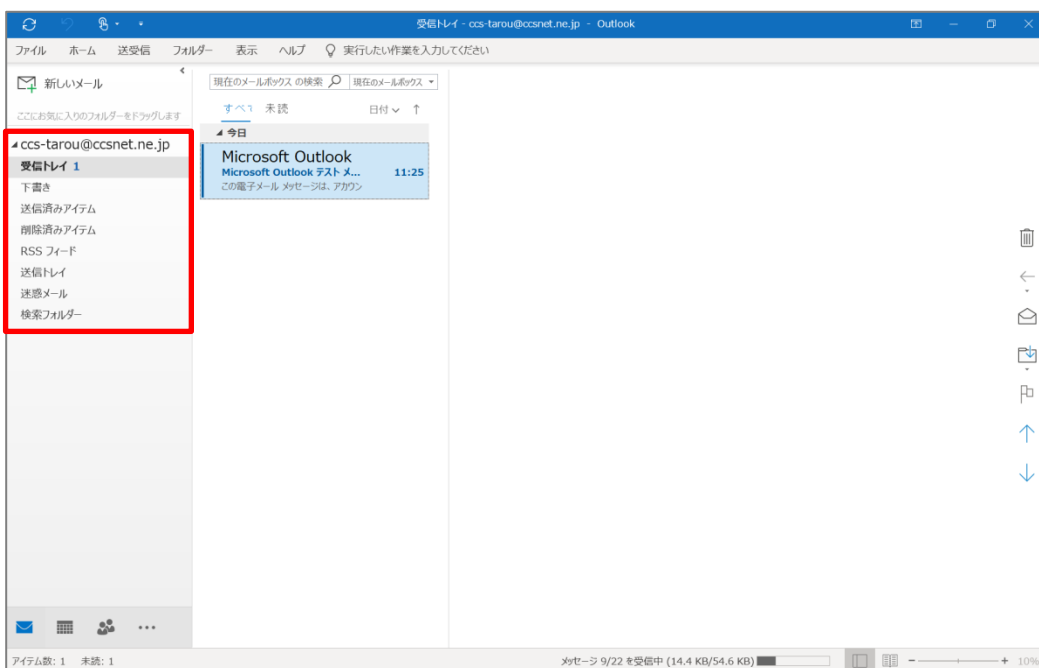 受信トレイ - ccs-tarou@ccsnet.ne.jp - Outlook
ファイル ホーム 送受信 フォルダー 表示 ヘルプ 実行したい作業を入力してください
新しいメール
ここにお気に入りのフォルダーをドラッグします
ccs-tarou@ccsnet.ne.jp
受信トレイ 1
下書き
送信済みアイテム
削除済みアイテム
RSS フィード
送信トレイ
迷惑メール
検索フォルダー
現在のメールボックス の検索 現在のメールボックス
すべ 未読 日付 ↑
今日
Microsoft Outlook
Microsoft Outlook テスト メ... 11:25
この電子メール メッセージは、アカウン
アイテム数: 1 未読: 1
メッセージ 9/22 を受信中 (14.4 KB/54.6 KB)
- + 10%